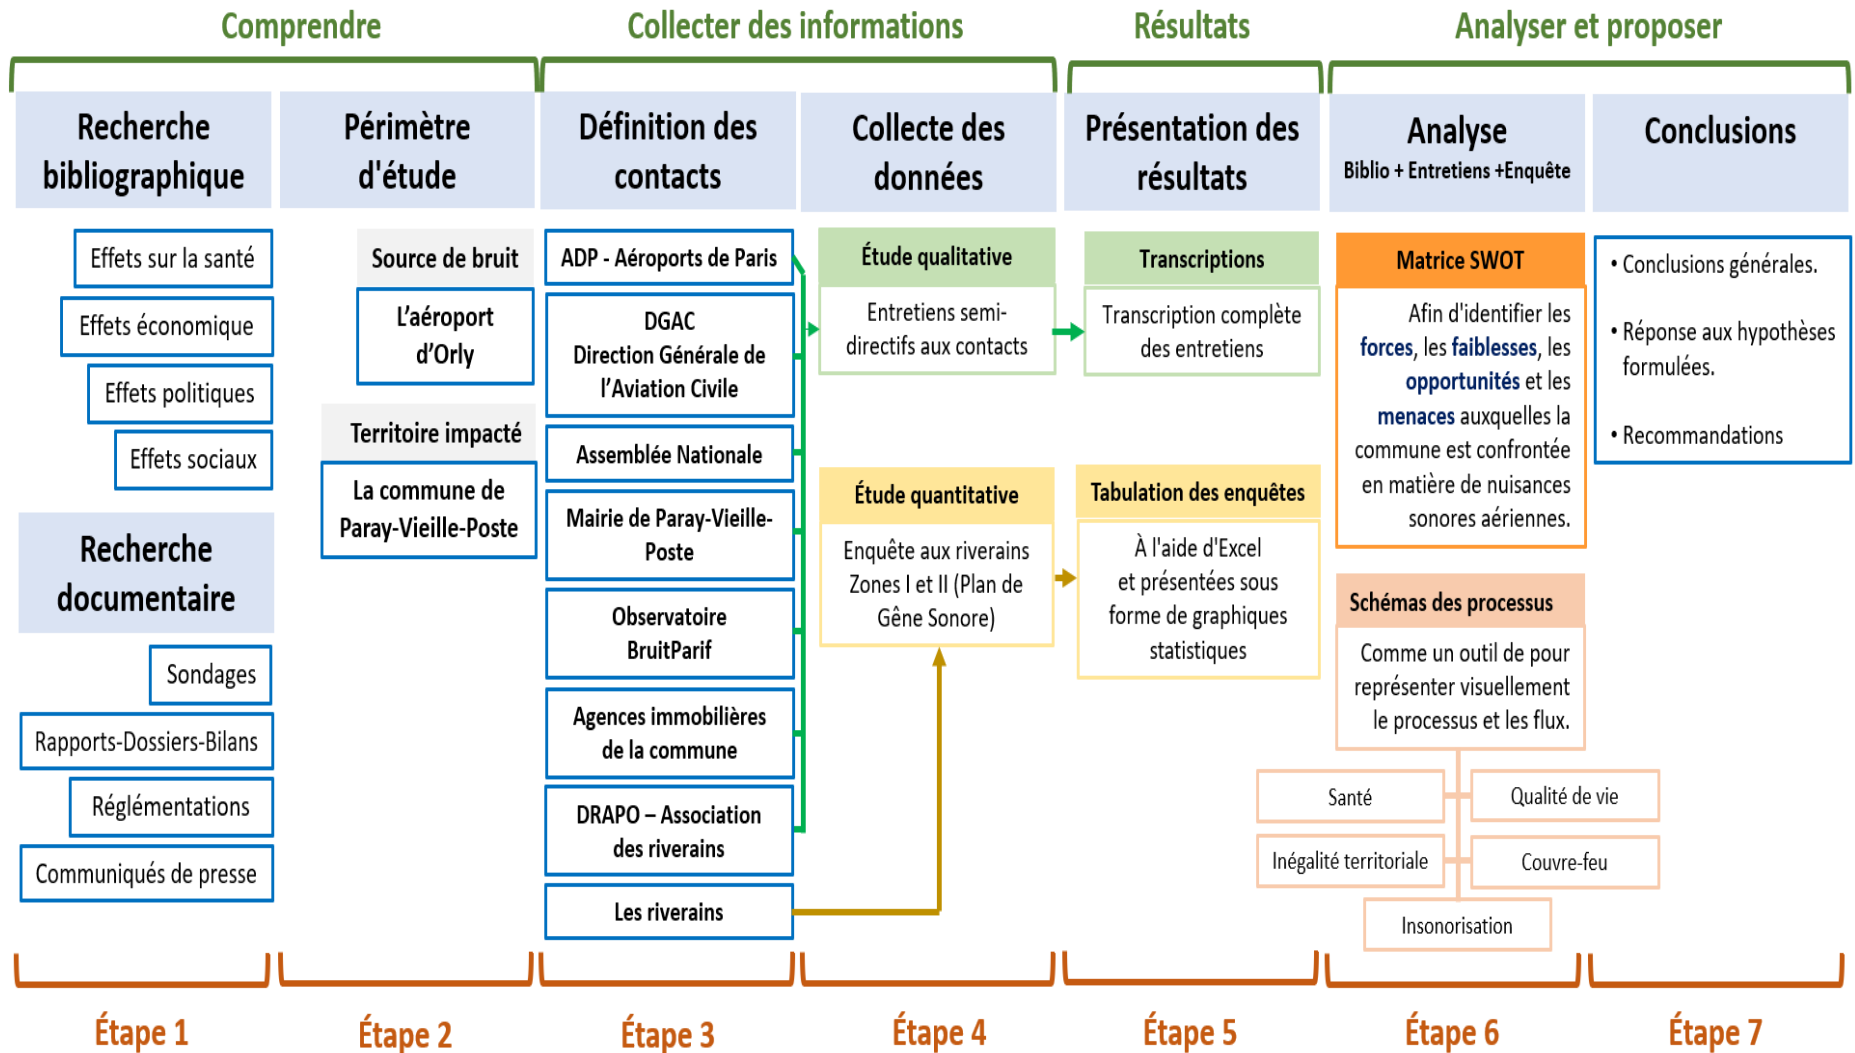 Comprendre
Collecter des informations
Résultats
Analyser et proposer
Recherche
bibliographique
Effets sur la santé
Effets économique
Effets politiques
Effets sociaux
Recherche
documentaire
Sondages
Rapports-Dossiers-Bilans
Réglémentations
Communiqués de presse
Périmètre
d'étude
Source de bruit
L'aéroport
d'Orly
Territoire impacté
La commune de
Paray-Vieille-Poste
Définition des
contacts
ADP - Aéroports de Paris
DGAC
Direction Générale de
l'Aviation Civile
Assemblée Nationale
Mairie de Paray-Vieille-
Poste
Observatoire
BruitParif
Agences immobilières
de la commune
DRAPO – Association
des riverains
Les riverains
Collecte des
données
Étude qualitative
Entretiens semi-
directifs aux contacts
Étude quantitative
Enquête aux riverains
Zones I et II (Plan de
Gêne Sonore)
Présentation des
résultats
Transcriptions
Transcription complète
des entretiens
Tabulation des enquêtes
À l'aide d'Excel
et présentées sous
forme de graphiques
statistiques
Analyse
Biblio + Entretiens +Enquête
Matrice SWOT
Afin d'identifier les
forces, les faiblesses, les
opportunités et les
menaces auxquelles la
commune est confrontée
en matière de nuisances
sonores aériennes.
Schémas des processus
Comme un outil de pour
représenter visuellement
le processus et les flux.
Santé
Qualité de vie
Inégalité territoriale
Couvre-feu
Insonorisation
Conclusions
• Conclusions générales.
• Réponse aux hypothèses
formulées.
• Recommandations
Étape 1
Étape 2
Étape 3
Étape 4
Étape 5
Étape 6
Étape 7